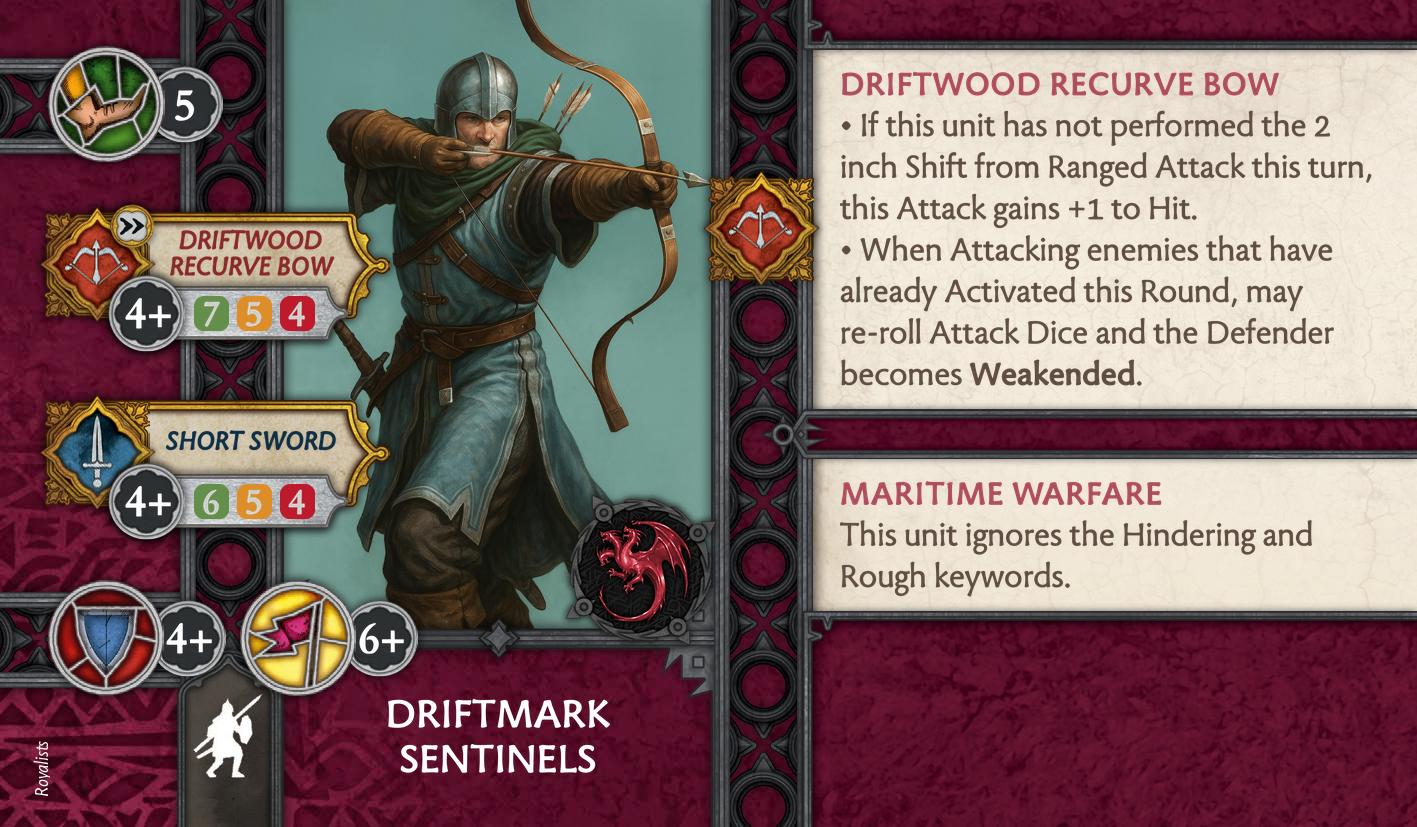 5
DRIFTWOOD
RECURVE BOW
4+ 7 5 4
SHORT SWORD
4+ 6 5 4
4+ 6+
DRIFTMARK
SENTINELS
Royalists
DRIFTWOOD RECURVE BOW
• If this unit has not performed the 2
inch Shift from Ranged Attack this turn,
this Attack gains +1 to Hit.
• When Attacking enemies that have
already Activated this Round, may
re-roll Attack Dice and the Defender
becomes Weakended.
MARITIME WARFARE
This unit ignores the Hindering and
Rough keywords.